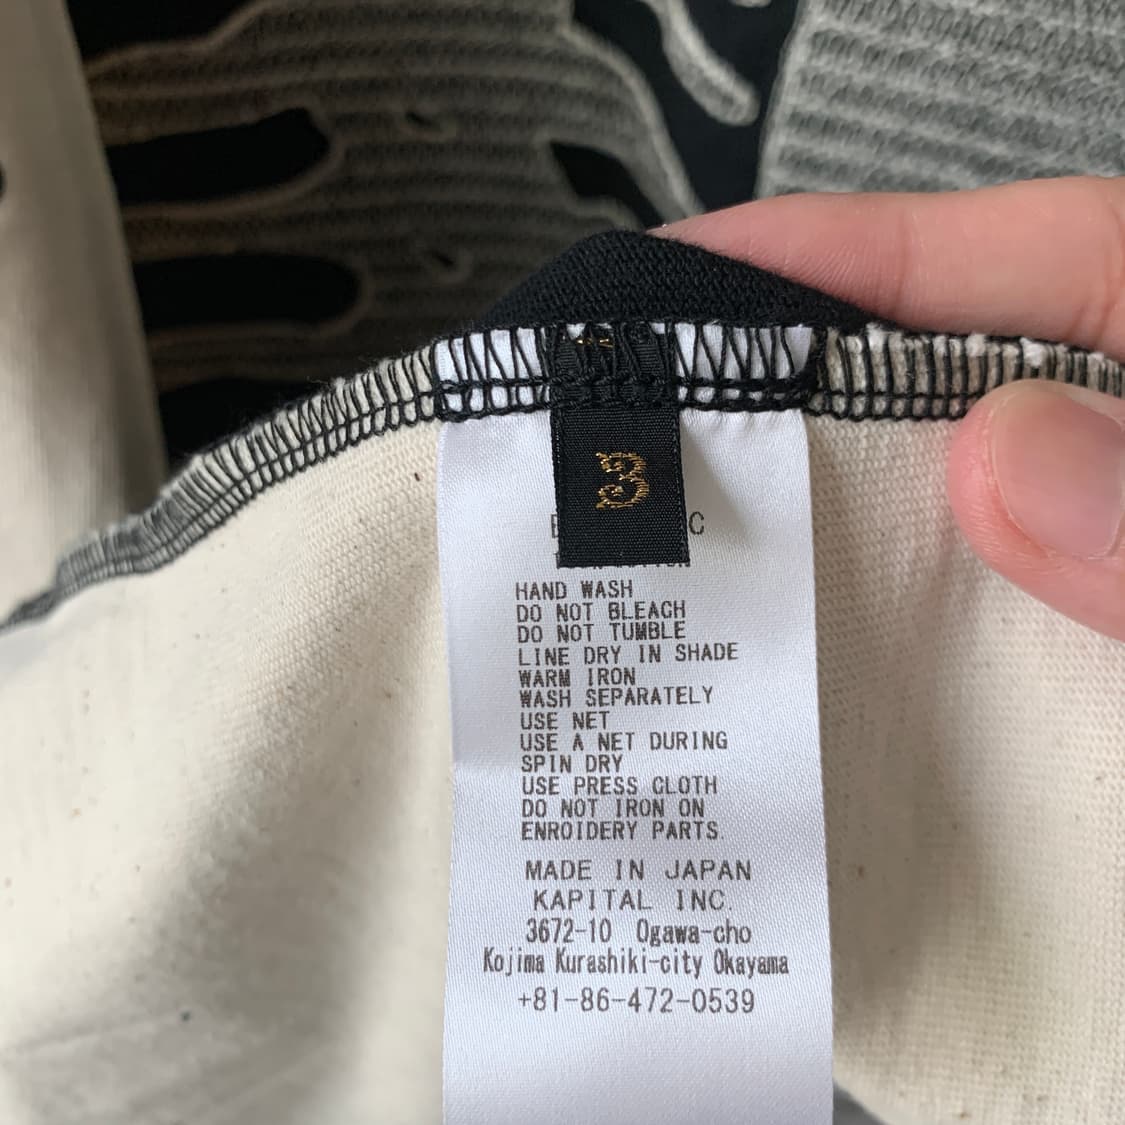 3
HAND WASH
DO NOT BLEACH
DO NOT TUMBLE
LINE DRY IN SHADE
WARM IRON
WASH SEPARATELY
USE NET
USE A NET DURING
SPIN DRY
USE PRESS CLOTH
DO NOT IRON ON
ENROIDERY PARTS.
MADE IN JAPAN
KAPITAL INC.
3672-10 Ogawa-cho
Kojima Kurashiki-city Okayama
+81-86-472-0539